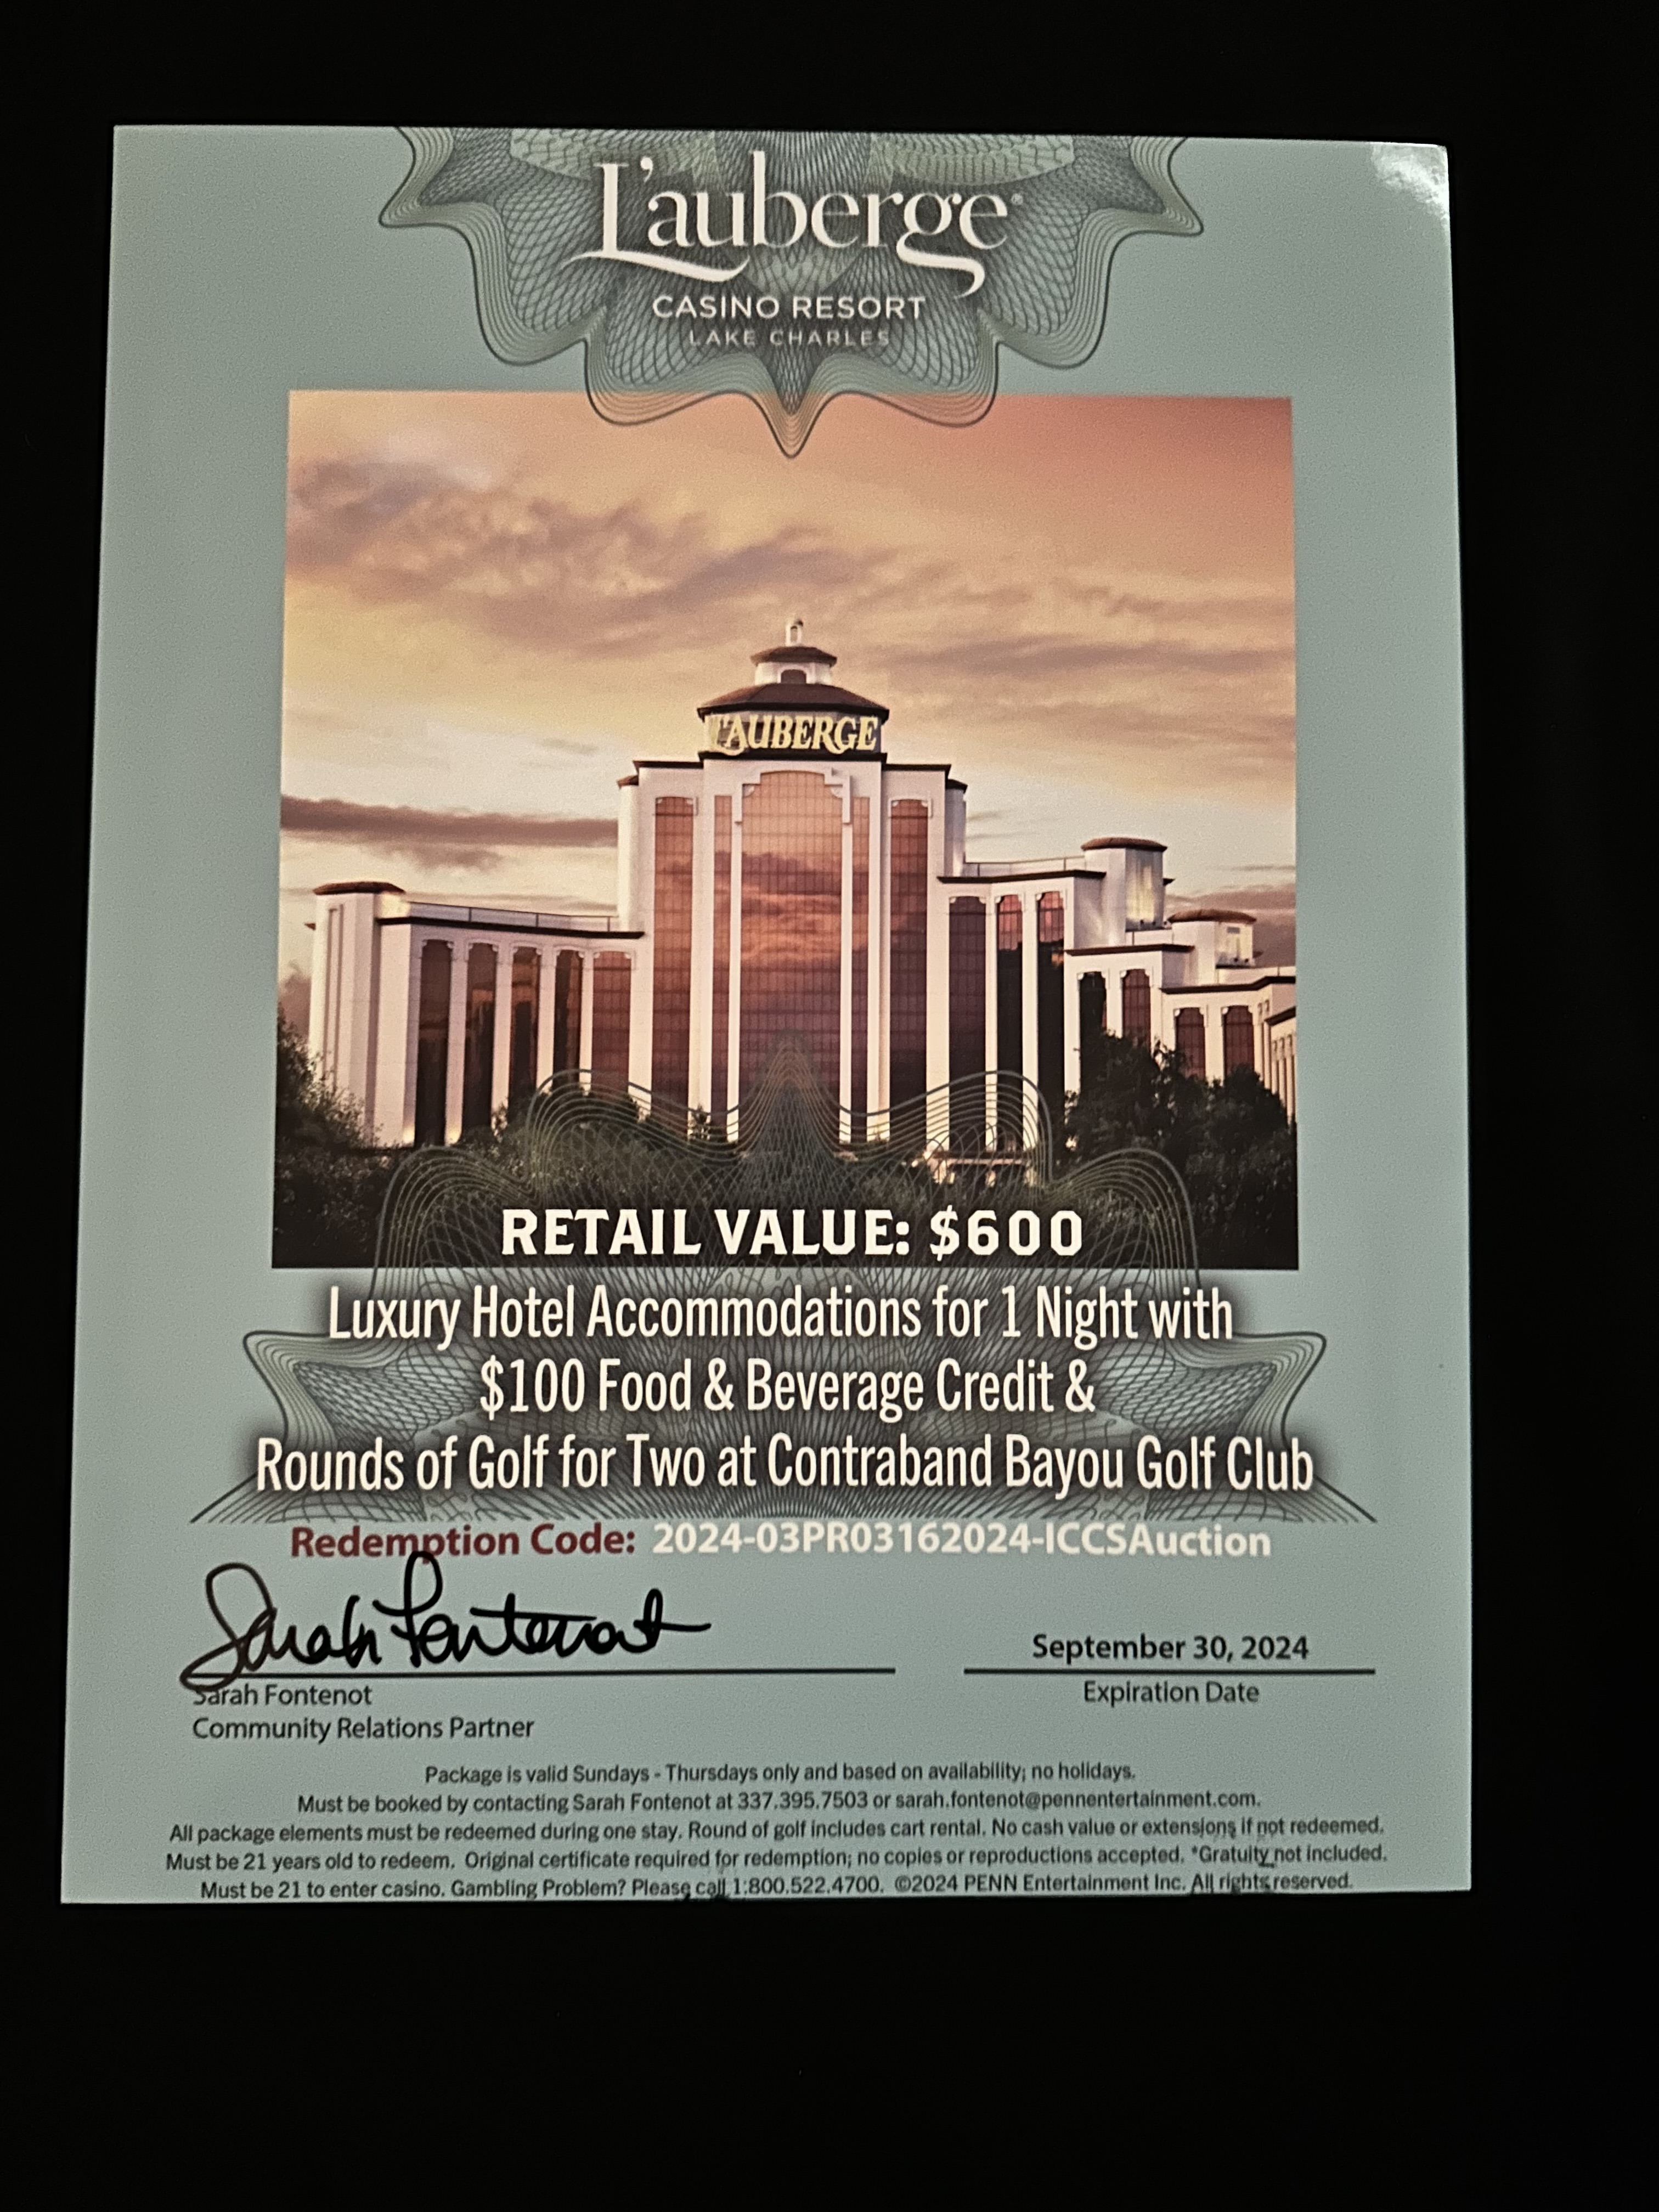 L'auberge®
CASINO RESORT
LAKE CHARLES
L'AUBERGE
RETAIL VALUE: $600
Luxury Hotel Accommodations for 1 Night with
$100 Food & Beverage Credit &
Rounds of Golf for Two at Contraband Bayou Golf Club
Redemption Code: 2024-03PR03162024-ICCSAuction
Sarah Fontenot
September 30, 2024
Sarah Fontenot
Expiration Date
Community Relations Partner
Package is valid Sundays - Thursdays only and based on availability; no holidays.
Must be booked by contacting Sarah Fontenot at 337.395.7503 or sarah.fontenot@pennentertainment.com.
All package elements must be redeemed during one stay. Round of golf includes cart rental. No cash value or extensions if not redeemed.
Must be 21 years old to redeem. Original certificate required for redemption; no copies or reproductions accepted. *Gratuity not included.
Must be 21 to enter casino. Gambling Problem? Please call 1:800.522.4700. ©2024 PENN Entertainment Inc. All rights reserved.